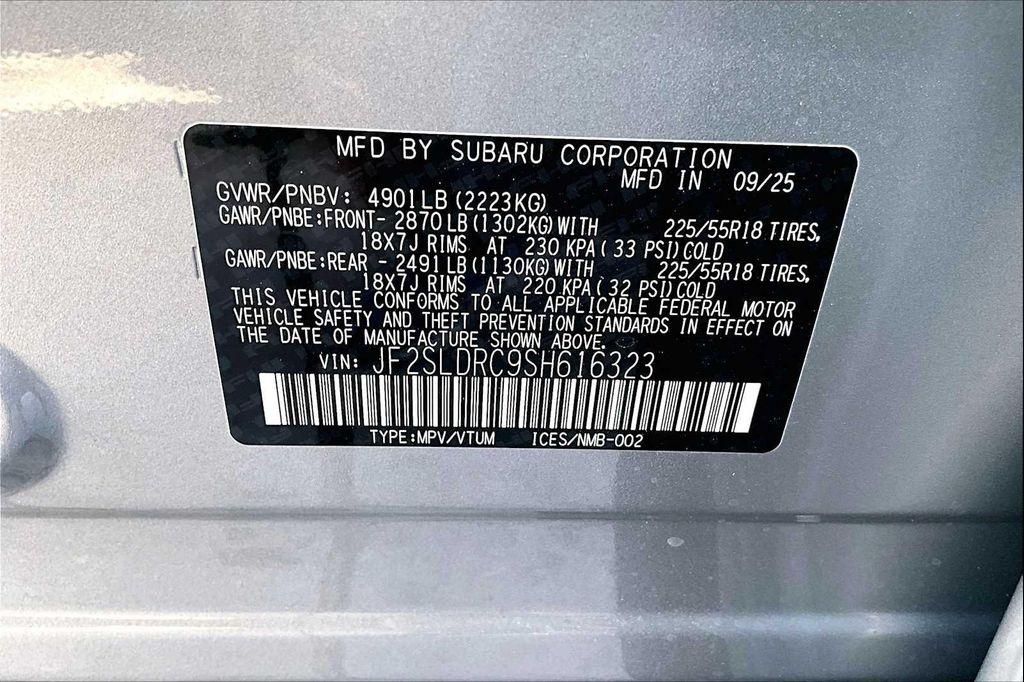 MFD BY SUBARU CORPORATION
MFD IN 09/25
GVWR/PNBV: 4901LB (2223KG)
GAWR/PNBE:FRONT- 2870 LB (1302KG) WITH 225/55R18 TIRES,
18X7J RIMS AT 230 KPA ( 33 PSI) COLD
GAWR/PNBE:REAR - 2491 LB (1130KG) WITH 225/55R18 TIRES,
18X7J RIMS AT 220 KPA ( 32 PSI) COLD
THIS VEHICLE CONFORMS TO ALL APPLICABLE FEDERAL MOTOR
VEHICLE SAFETY AND THEFT PREVENTION STANDARDS IN EFFECT ON
THE DATE OF MANUFACTURE SHOWN ABOVE.
VIN: JF2SLDRC9SH616323
TYPE:MPV/VTUM ICES/NMB-002